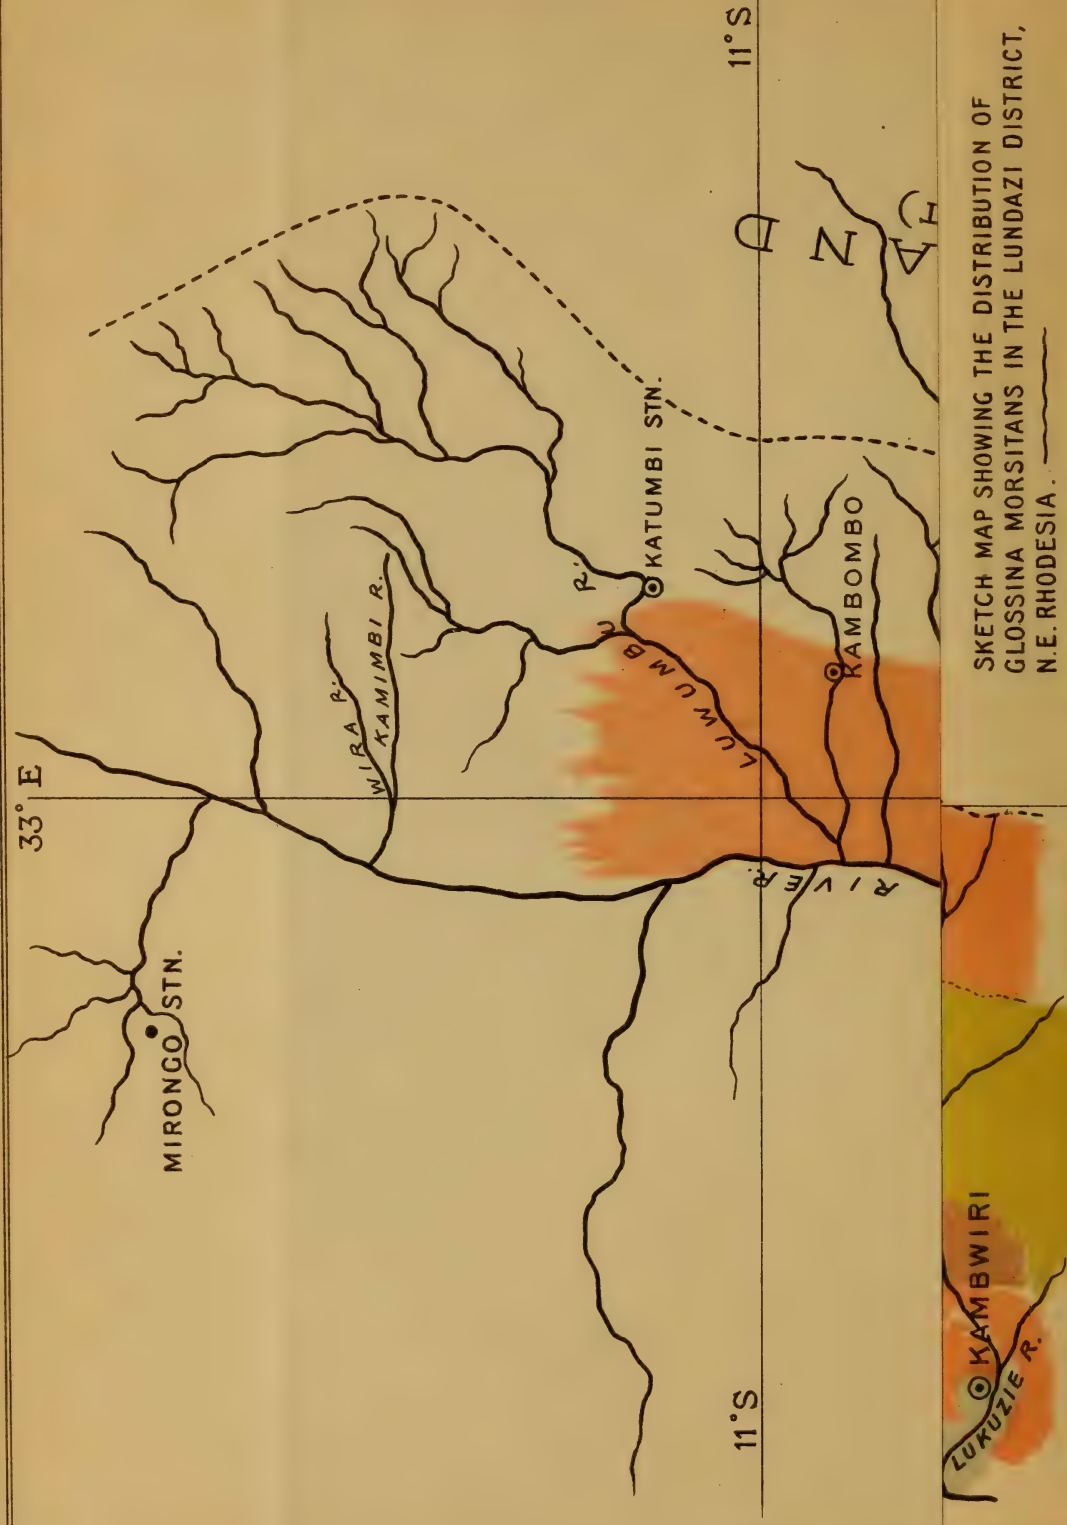 33° E
MIRONGO STN.
WIRA R.
KAMIMBI R.
LUWUMBU R.
KATUMBI STN.
KAMBOMBO
RIVER.
11° S
11° S
A N D
KAMBWIRI
LUKUZIE R.
SKETCH MAP SHOWING THE DISTRIBUTION OF
GLOSSINA MORSITANS IN THE LUNDAZI DISTRICT,
N.E. RHODESIA.